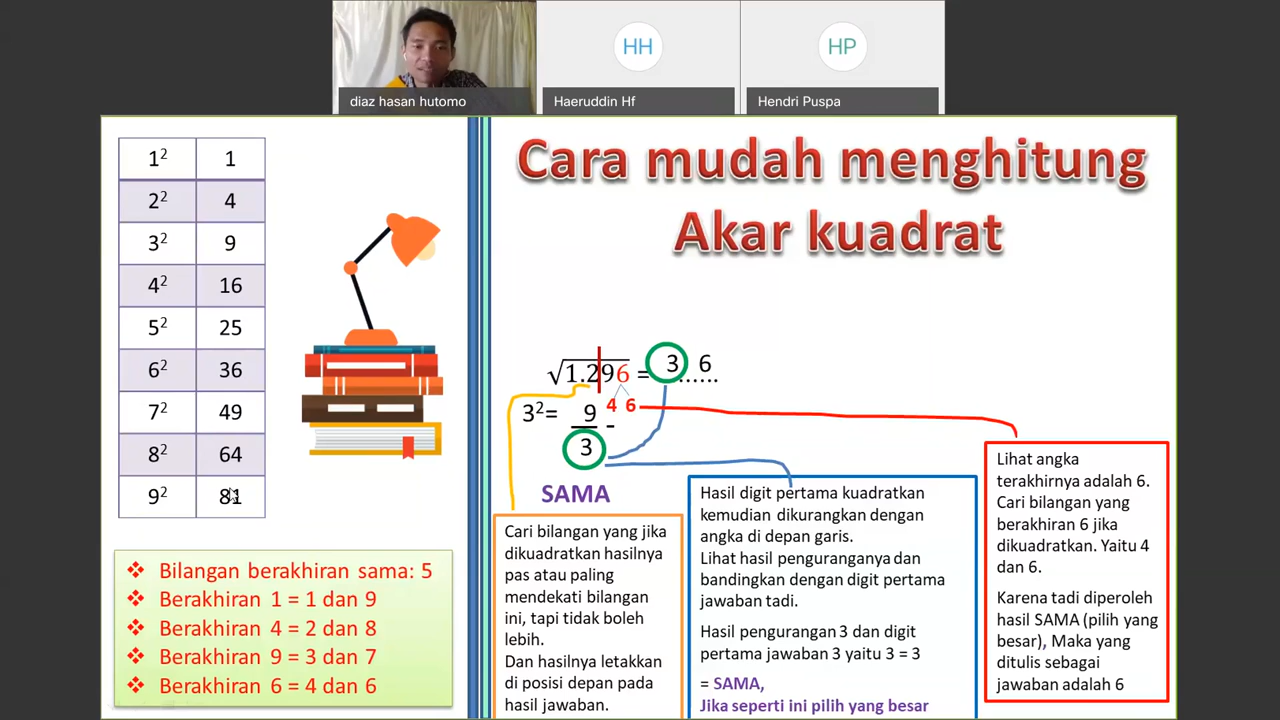 HH
HP
diaz hasan hutomo
Haeruddin Hf
Hendri Puspa
1² 1
2² 4
3² 9
4² 16
5² 25
6² 36
7² 49
8² 64
9² 81
Bilangan berakhiran sama: 5
Berakhiran 1 = 1 dan 9
Berakhiran 4 = 2 dan 8
Berakhiran 9 = 3 dan 7
Berakhiran 6 = 4 dan 6
Cara mudah menghitung
Akar kuadrat
√1.296 = 3 6
.......
3²= 9 4 6
-
3
SAMA
Cari bilangan yang jika
dikuadratkan hasilnya
pas atau paling
mendekati bilangan
ini, tapi tidak boleh
lebih.
Dan hasilnya letakkan
di posisi depan pada
hasil jawaban.
Hasil digit pertama kuadratkan
kemudian dikurangkan dengan
angka di depan garis.
Lihat hasil penguranganya dan
bandingkan dengan digit pertama
jawaban tadi.
Hasil pengurangan 3 dan digit
pertama jawaban 3 yaitu 3 = 3
= SAMA,
Jika seperti ini pilih yang besar
Lihat angka
terakhirnya adalah 6.
Cari bilangan yang
berakhiran 6 jika
dikuadratkan. Yaitu 4
dan 6.
Karena tadi diperoleh
hasil SAMA (pilih yang
besar), Maka yang
ditulis sebagai
jawaban adalah 6